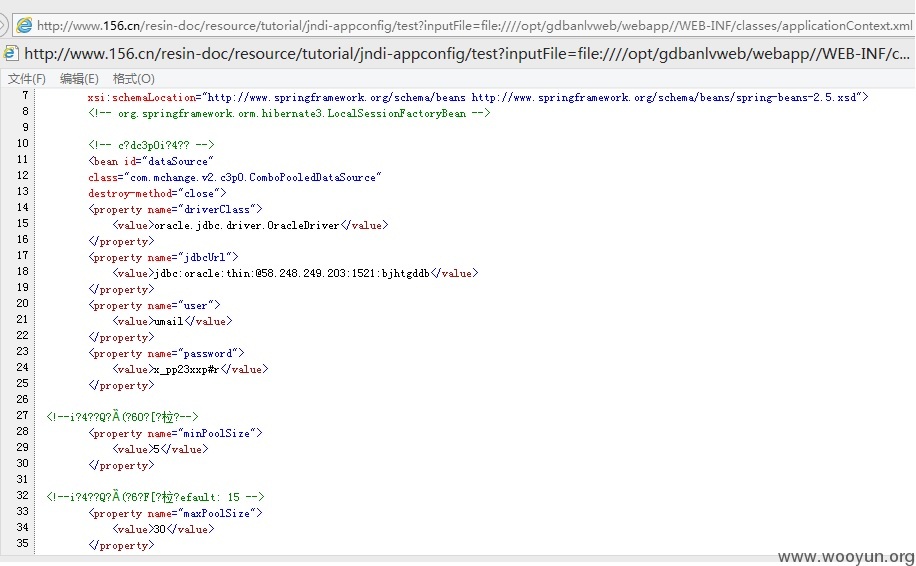 http://www.156.cn/resin-doc/resource/tutorial/jndi-appconfig/test?inputFile=file:////opt/gdbanlvweb/webapp//WEB-INF/classes/applicationContext.xml
http://www.156.cn/resin-doc/resource/tutorial/jndi-appconfig/test?inputFile=file:////opt/gdbanlvweb/webapp//WEB-INF/c...
文件(F) 编辑(E) 格式(O)
7 xsi:schemaLocation="http://www.springframework.org/schema/beans http://www.springframework.org/schema/beans/spring-beans-2.5.xsd">
8 <!-- org.springframework.orm.hibernate3.LocalSessionFactoryBean -->
9
10 <!-- c?dc3p0i?4?? -->
11 <bean id="dataSource"
12 class="com.mchange.v2.c3p0.ComboPooledDataSource"
13 destroy-method="close">
14 <property name="driverClass">
15 <value>oracle.jdbc.driver.OracleDriver</value>
16 </property>
17 <property name="jdbcUrl">
18 <value>jdbc:oracle:thin:@58.248.249.203:1521:bjhtgddb</value>
19 </property>
20 <property name="user">
21 <value>umail</value>
22 </property>
23 <property name="password">
24 <value>x_pp23xxp#r</value>
25 </property>
26
27 <!--i?4??Q?Ã(?6O?[?粒?-->
28 <property name="minPoolSize">
29 <value>5</value>
30 </property>
31
32 <!--i?4??Q?Ã(?6?F[?粒?efault: 15 -->
33 <property name="maxPoolSize">
34 <value>30</value>
35 </property>
www.wooyun.org